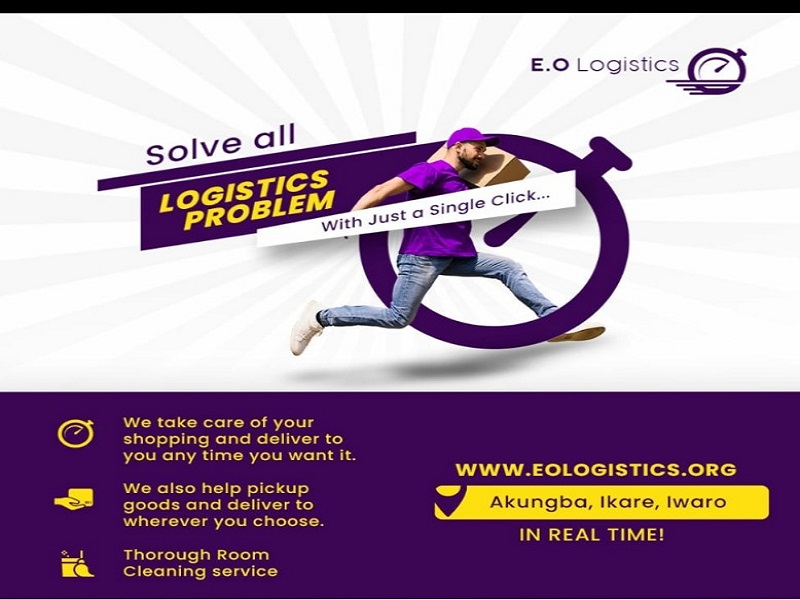 E.O Logistics
Solve all
LOGISTICS
PROBLEM
With Just a Single Click...
We take care of your
shopping and deliver to
you any time you want it.
We also help pickup
goods and deliver to
wherever you choose.
Thorough Room
Cleaning service
WWW.EOLOGISTICS.ORG
Akungba, Ikare, Iwaro
IN REAL TIME!